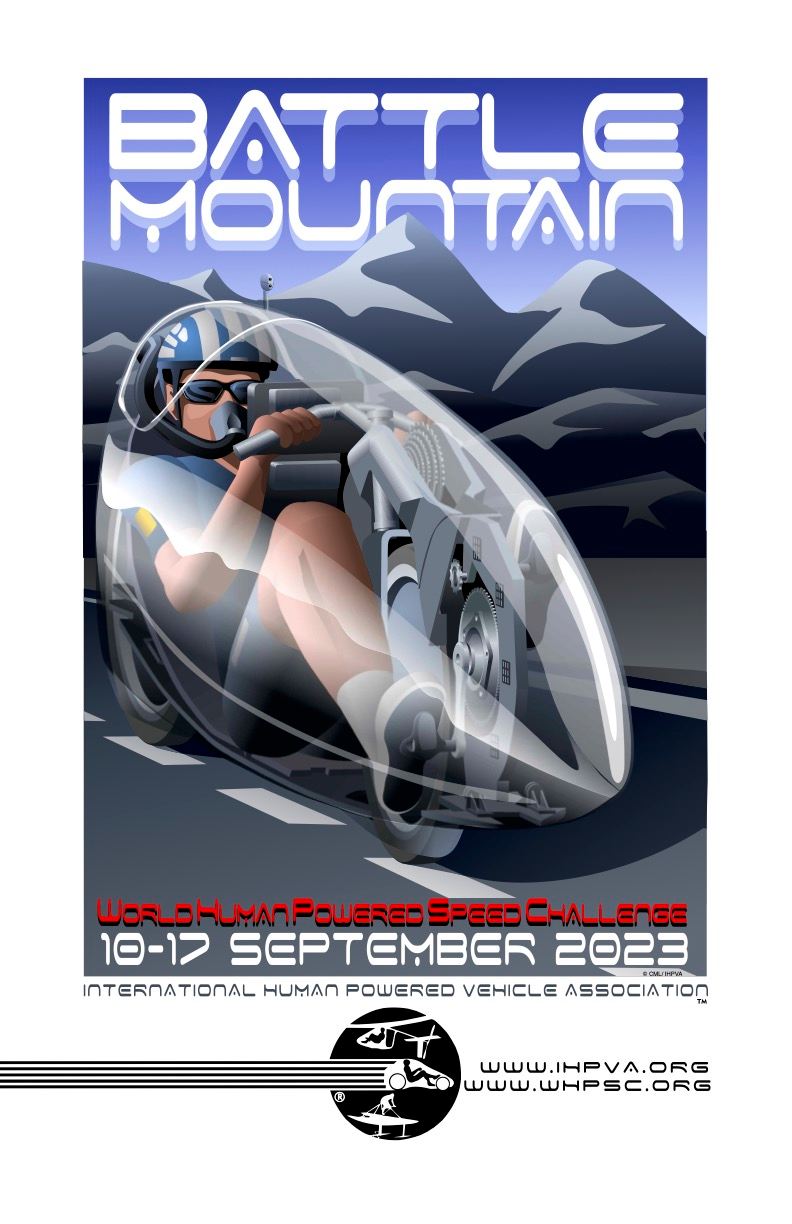 BATTLE
MOUNTAIN
WORLD HUMAN POWERED SPEED CHALLENGE
10-17 SEPTEMBER 2023
© CML/ IHPVA
INTERNATIONAL HUMAN POWERED VEHICLE ASSOCIATION
TM
WWW.IHPVA.ORG
WWW.WHPSC.ORG
®